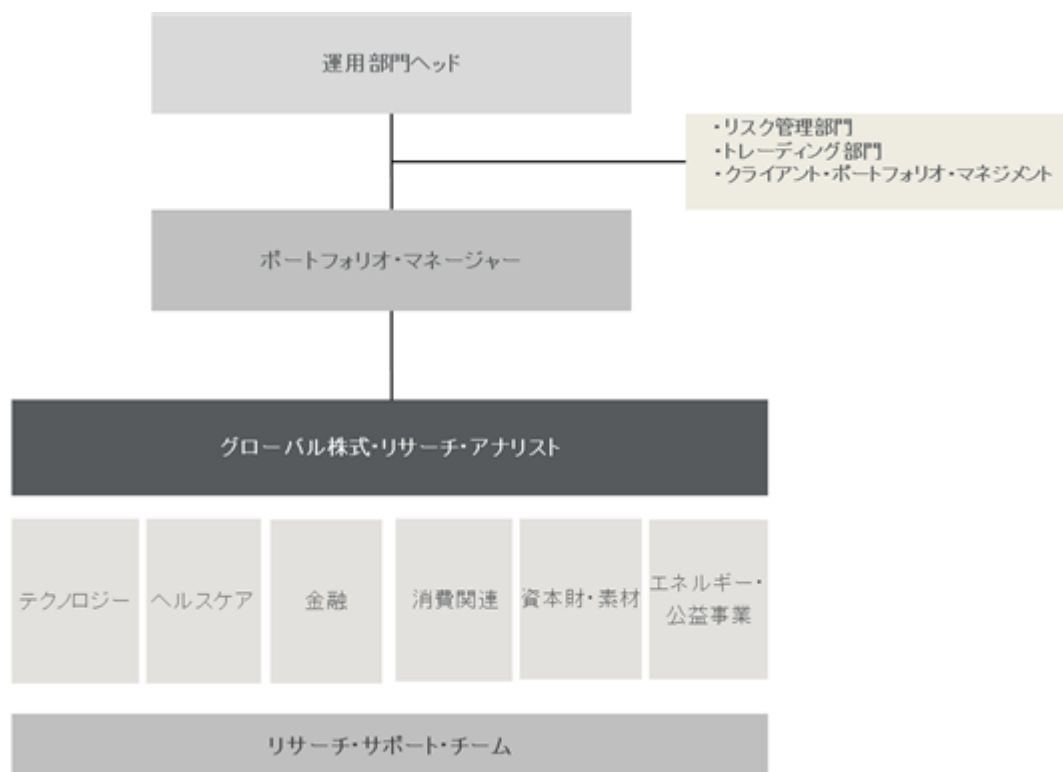 運用部門ヘッド
・リスク管理部門
・トレーディング部門
・クライアント・ポートフォリオ・マネジメント
ポートフォリオ・マネージャー
グローバル株式・リサーチ・アナリスト
テクノロジー
ヘルスケア
金融
消費関連
資本財・素材
エネルギー・
公益事業
リサーチ・サポート・チーム